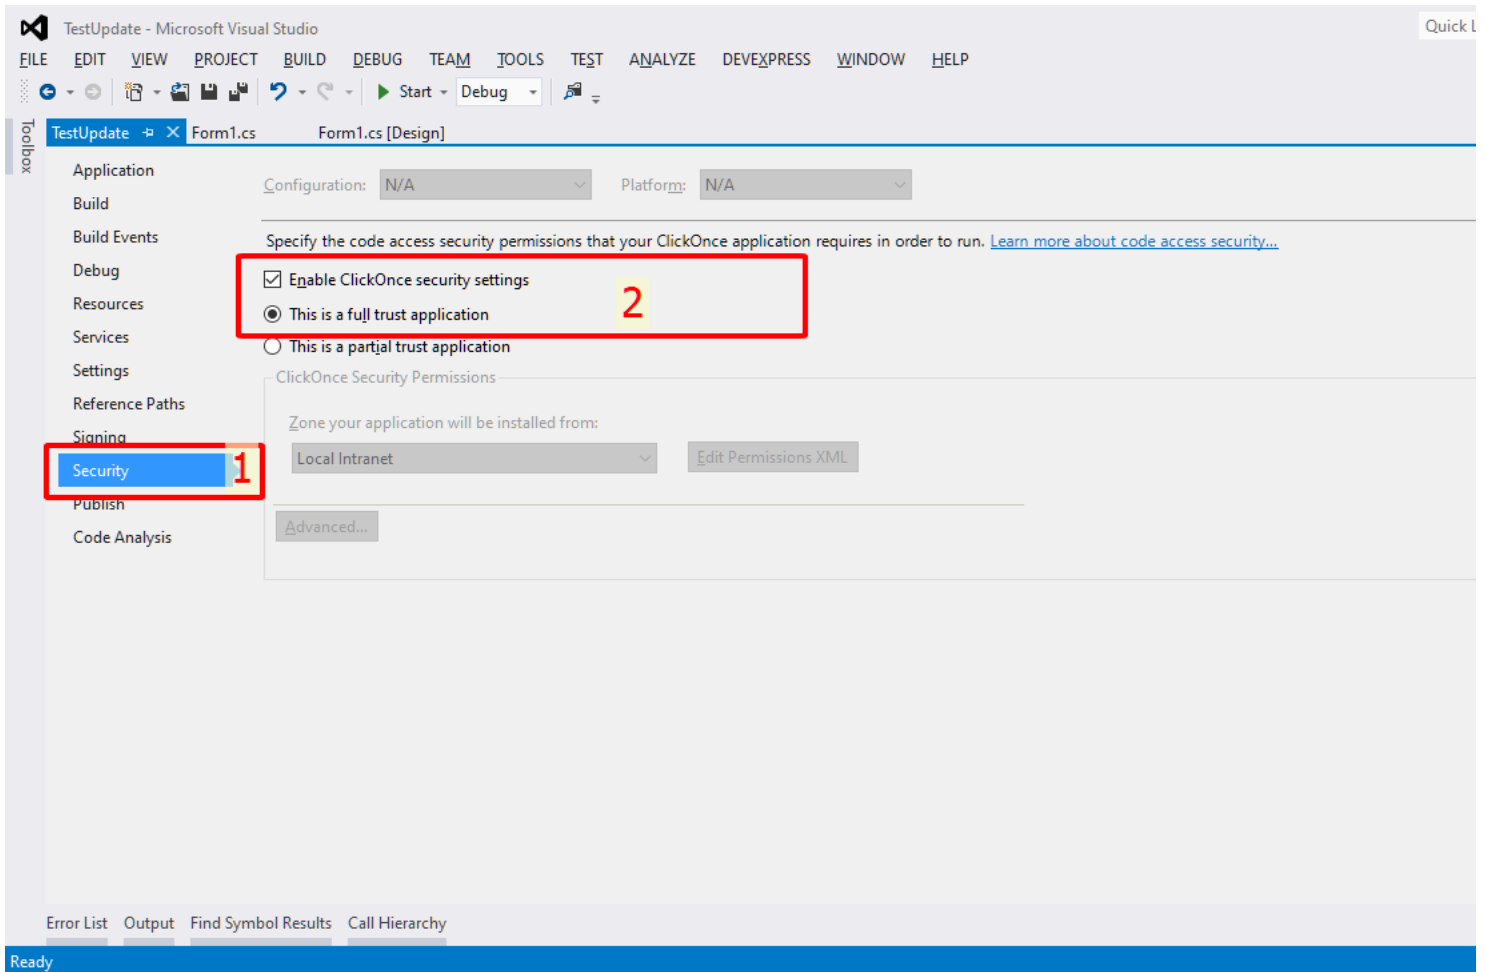 TestUpdate - Microsoft Visual Studio
Quick L
FILE EDIT VIEW PROJECT BUILD DEBUG TEAM TOOLS TEST ANALYZE DEVEXPRESS WINDOW HELP
Start Debug
Toolbox
TestUpdate Form1.cs Form1.cs [Design]
Application
Build
Build Events
Debug
Resources
Services
Settings
Reference Paths
Signing
Security 1
Publish
Code Analysis
Configuration: N/A Platform: N/A
Specify the code access security permissions that your ClickOnce application requires in order to run. Learn more about code access security...
Enable ClickOnce security settings
2
This is a full trust application
This is a partial trust application
ClickOnce Security Permissions
Zone your application will be installed from:
Local Intranet Edit Permissions XML
Advanced...
Error List Output Find Symbol Results Call Hierarchy
Ready